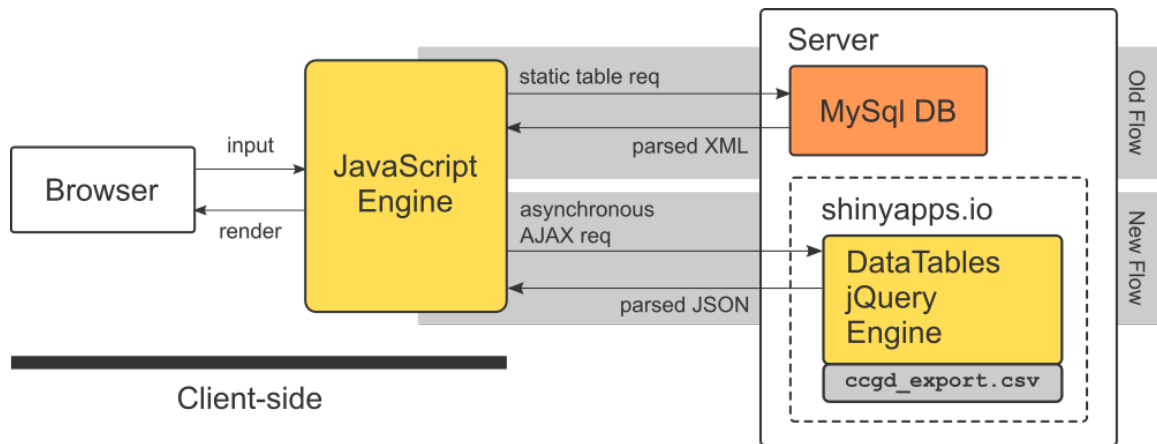 Server
static table req
MySql DB
Old Flow
parsed XML
input
JavaScript
Engine
Browser
render
shinyapps.io
asynchronous
AJAX req
New Flow
DataTables
jQuery
Engine
parsed JSON
ccgd_export.csv
Client-side